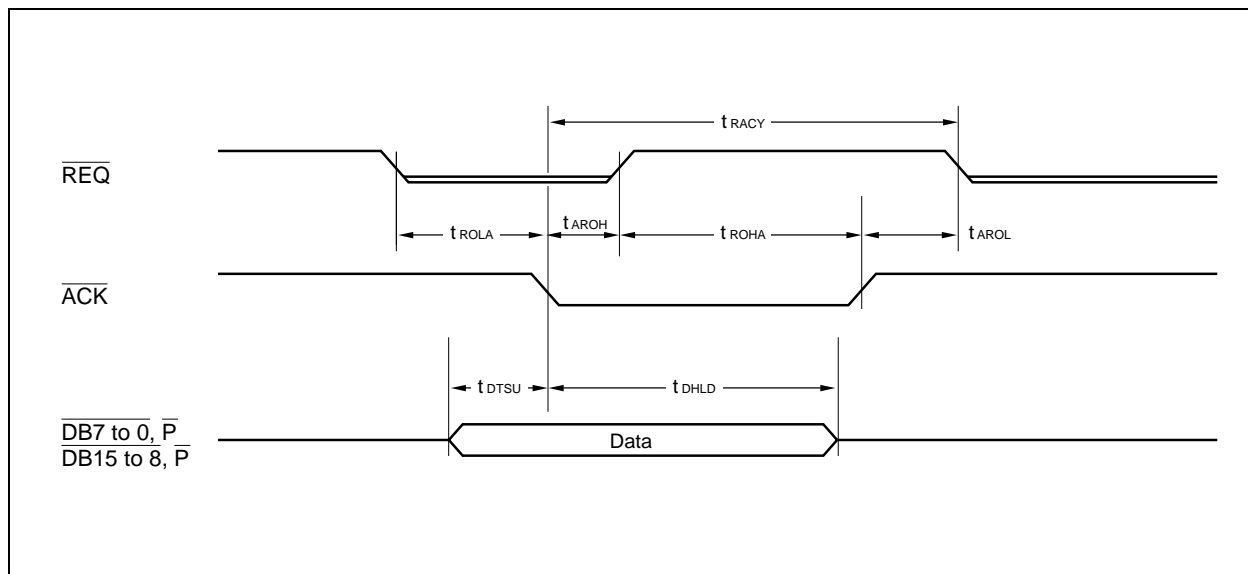 t RACY
REQ
t ROLA
t AROH
t ROHA
t AROL
ACK
t DTSU
t DHLD
DB7 to 0, P
DB15 to 8, P
Data